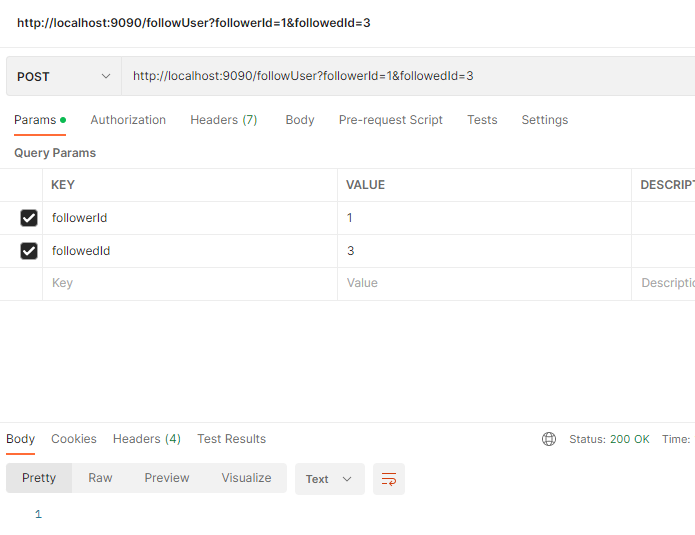 http://localhost:9090/followUser?followerId=1&followedId=3
POST http://localhost:9090/followUser?followerId=1&followedId=3
Params Authorization Headers (7) Body Pre-request Script Tests Settings
Query Params
KEY VALUE DESCRIPT
followerId 1
followedId 3
Key Value Descriptio
Body Cookies Headers (4) Test Results Status: 200 OK Time:
Pretty Raw Preview Visualize Text
1